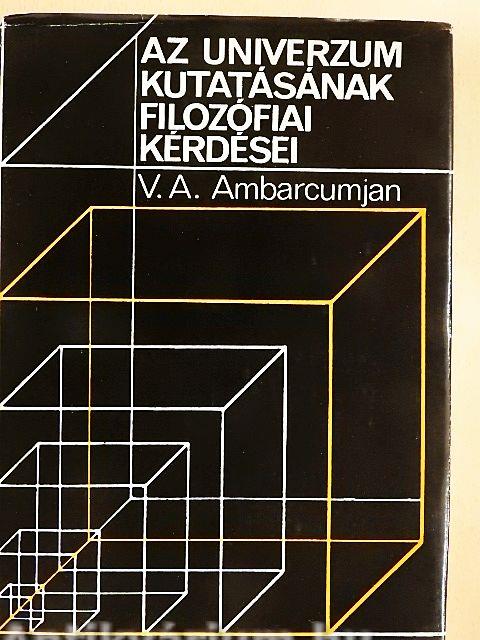 AZ UNIVERZUM
KUTATÁSÁNAK
FILOZÓFIAI
KÉRDÉSEI
V. A. Ambarcumjan